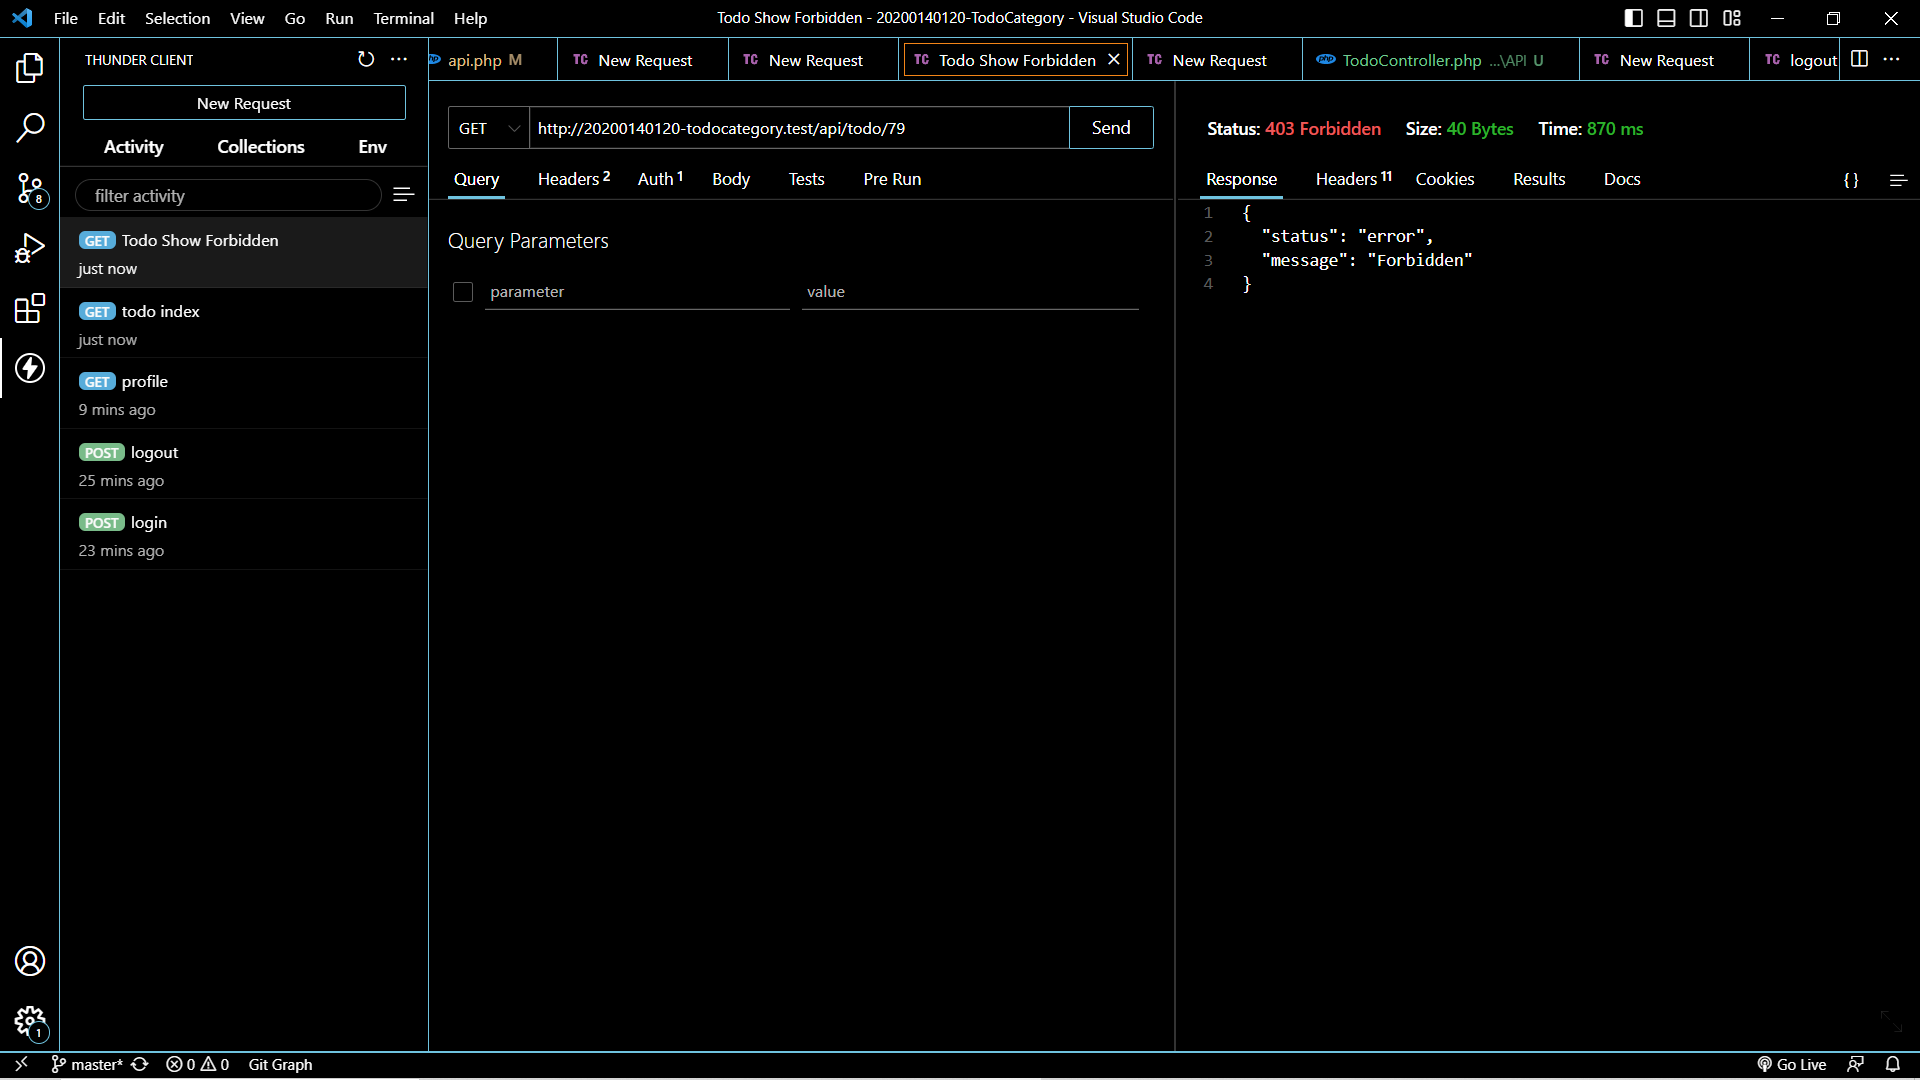 File Edit Selection View Go Run Terminal Help
Todo Show Forbidden - 20200140120-TodoCategory - Visual Studio Code
THUNDER CLIENT
New Request
Activity Collections Env
filter activity
GET Todo Show Forbidden
just now
GET todo index
just now
GET profile
9 mins ago
POST logout
25 mins ago
POST login
23 mins ago
8
1
php api.php M
TC New Request
TC New Request
TC Todo Show Forbidden
TC New Request
php TodoController.php ...\API U
TC New Request
TC logout
GET http://20200140120-todocategory.test/api/todo/79 Send
Query Headers 2 Auth 1 Body Tests Pre Run
Query Parameters
parameter value
Status: 403 Forbidden Size: 40 Bytes Time: 870 ms
Response Headers 11 Cookies Results Docs {}
1 {
2 "status": "error",
3 "message": "Forbidden"
4 }
master* 0 0 Git Graph
Go Live